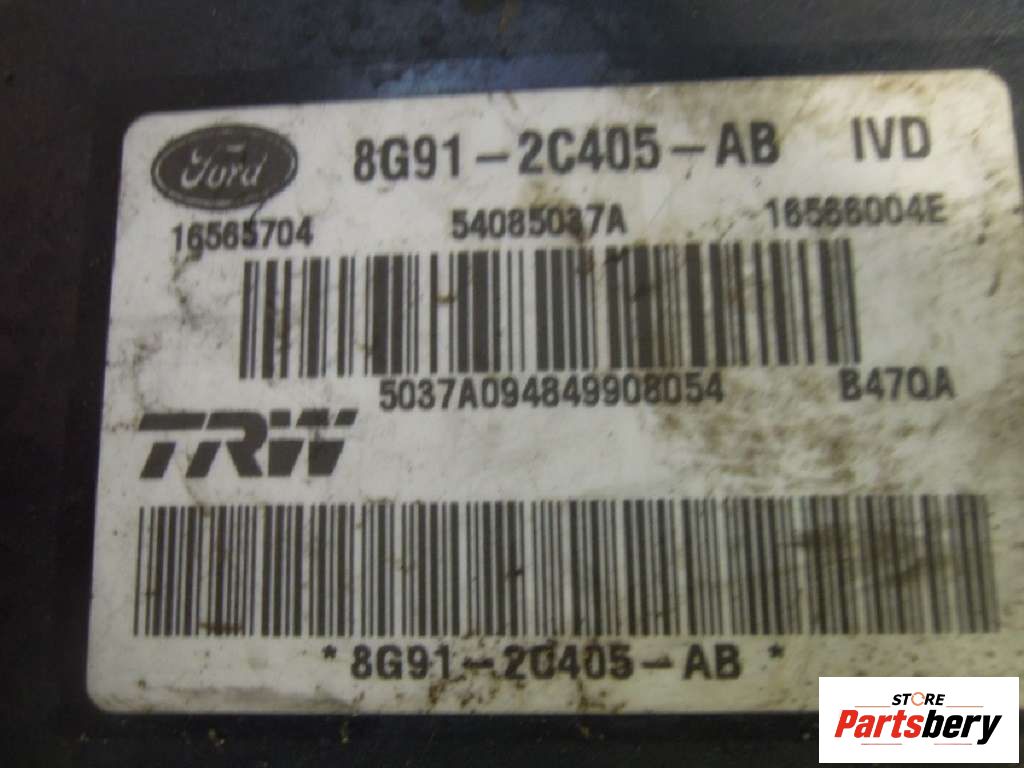 Ford 8G91-2C405-AB IVD
16565704 54085037A 16566004E
5037A094849908054 B47QA
TRW
*8G91-2C405-AB*
STORE
Partsbery